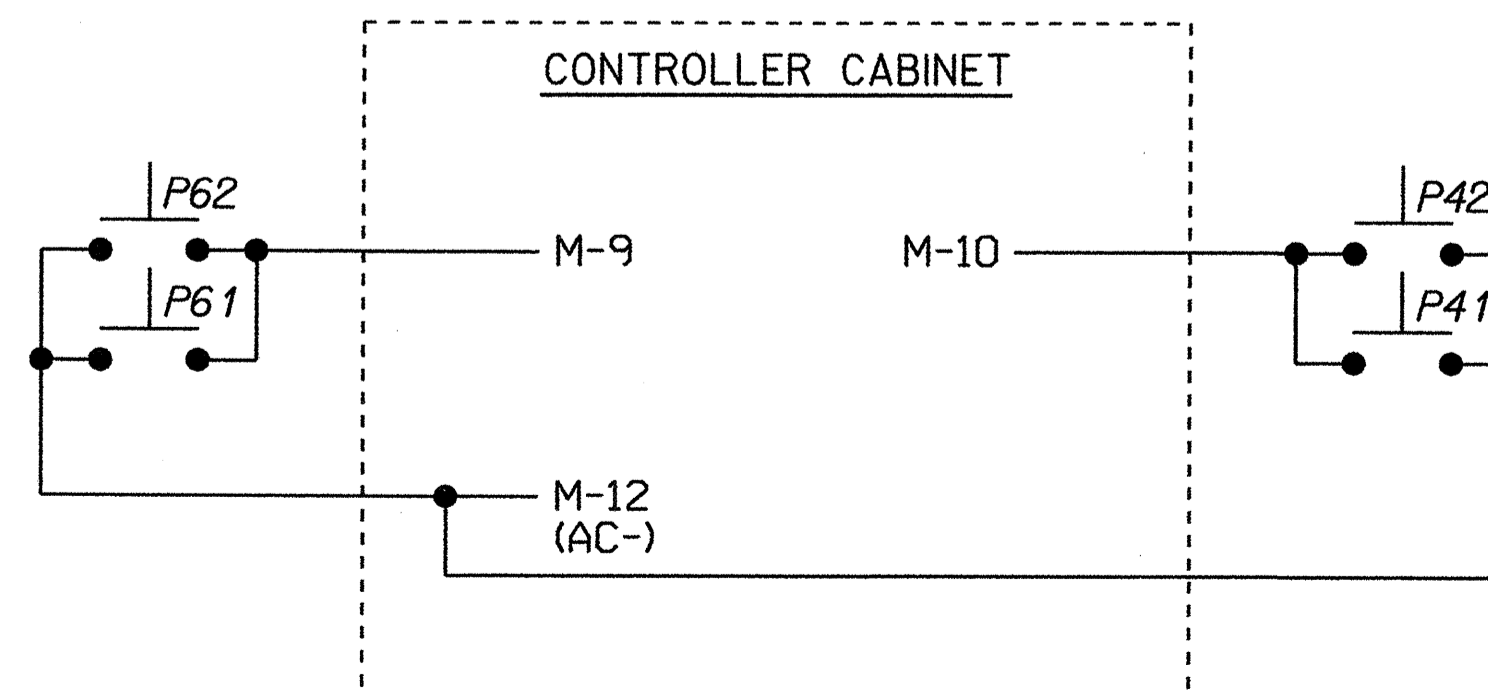 CONTROLLER CABINET
P62
P42
M-9
M-10
P61
P41
M-12
(AC-)